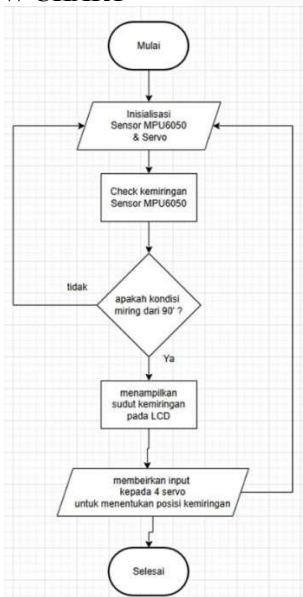 Mulai
Inisialisasi
Sensor MPU6050
& Servo
Check kemiringan
Sensor MPU6050
tidak
apakah kondisi
miring dari 90' ?
Ya
menampilkan
sudut kemiringan
pada LCD
membeirkan input
kepada 4 servo
untuk menentukan posisi kemiringan
Selesai